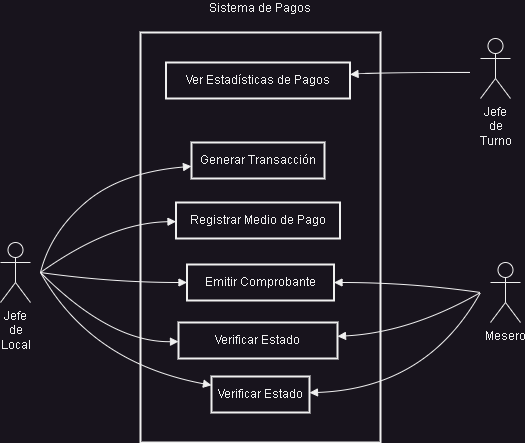 Sistema de Pagos
Ver Estadísticas de Pagos
Jefe
de
Turno
Generar Transacción
Registrar Medio de Pago
Emitir Comprobante
Jefe
de
Local
Mesero
Verificar Estado
Verificar Estado